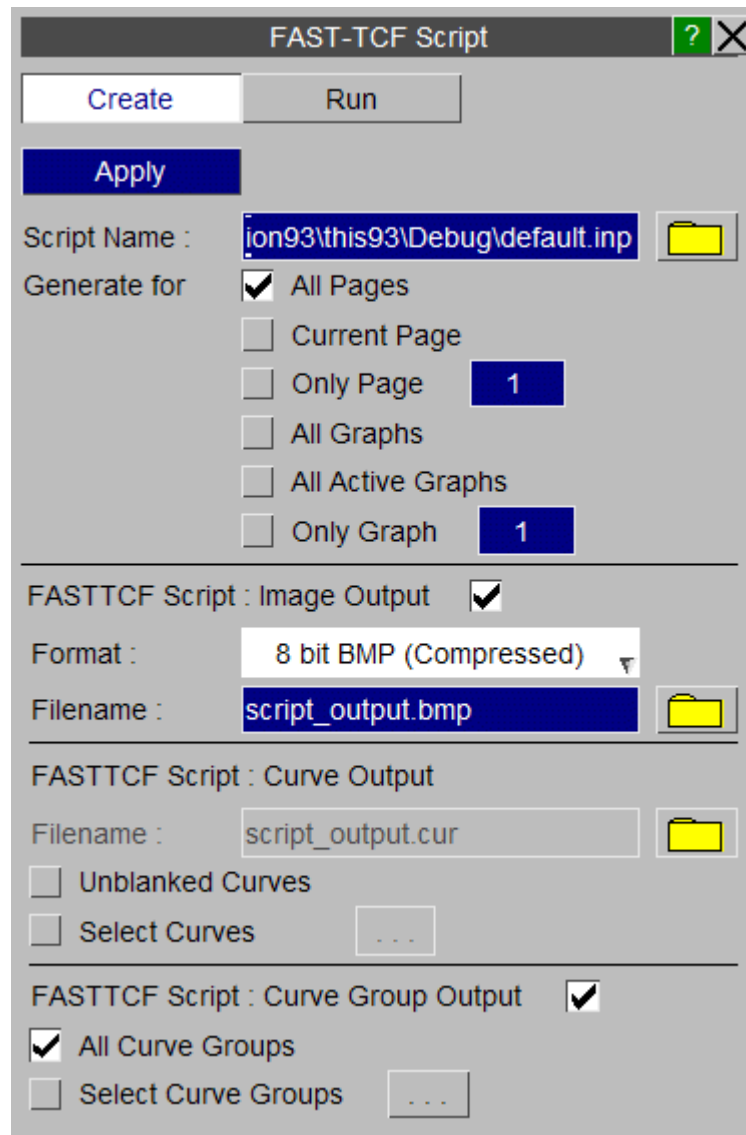 FAST-TCF Script ?
Create Run
Apply
Script Name : ion93\this93\Debug\default.inp
Generate for All Pages
Current Page
Only Page 1
All Graphs
All Active Graphs
Only Graph 1
FASTTCF Script : Image Output
Format : 8 bit BMP (Compressed)
Filename : script_output.bmp
FASTTCF Script : Curve Output
Filename : script_output.cur
Unblanked Curves
Select Curves . . .
FASTTCF Script : Curve Group Output
All Curve Groups
Select Curve Groups . . .